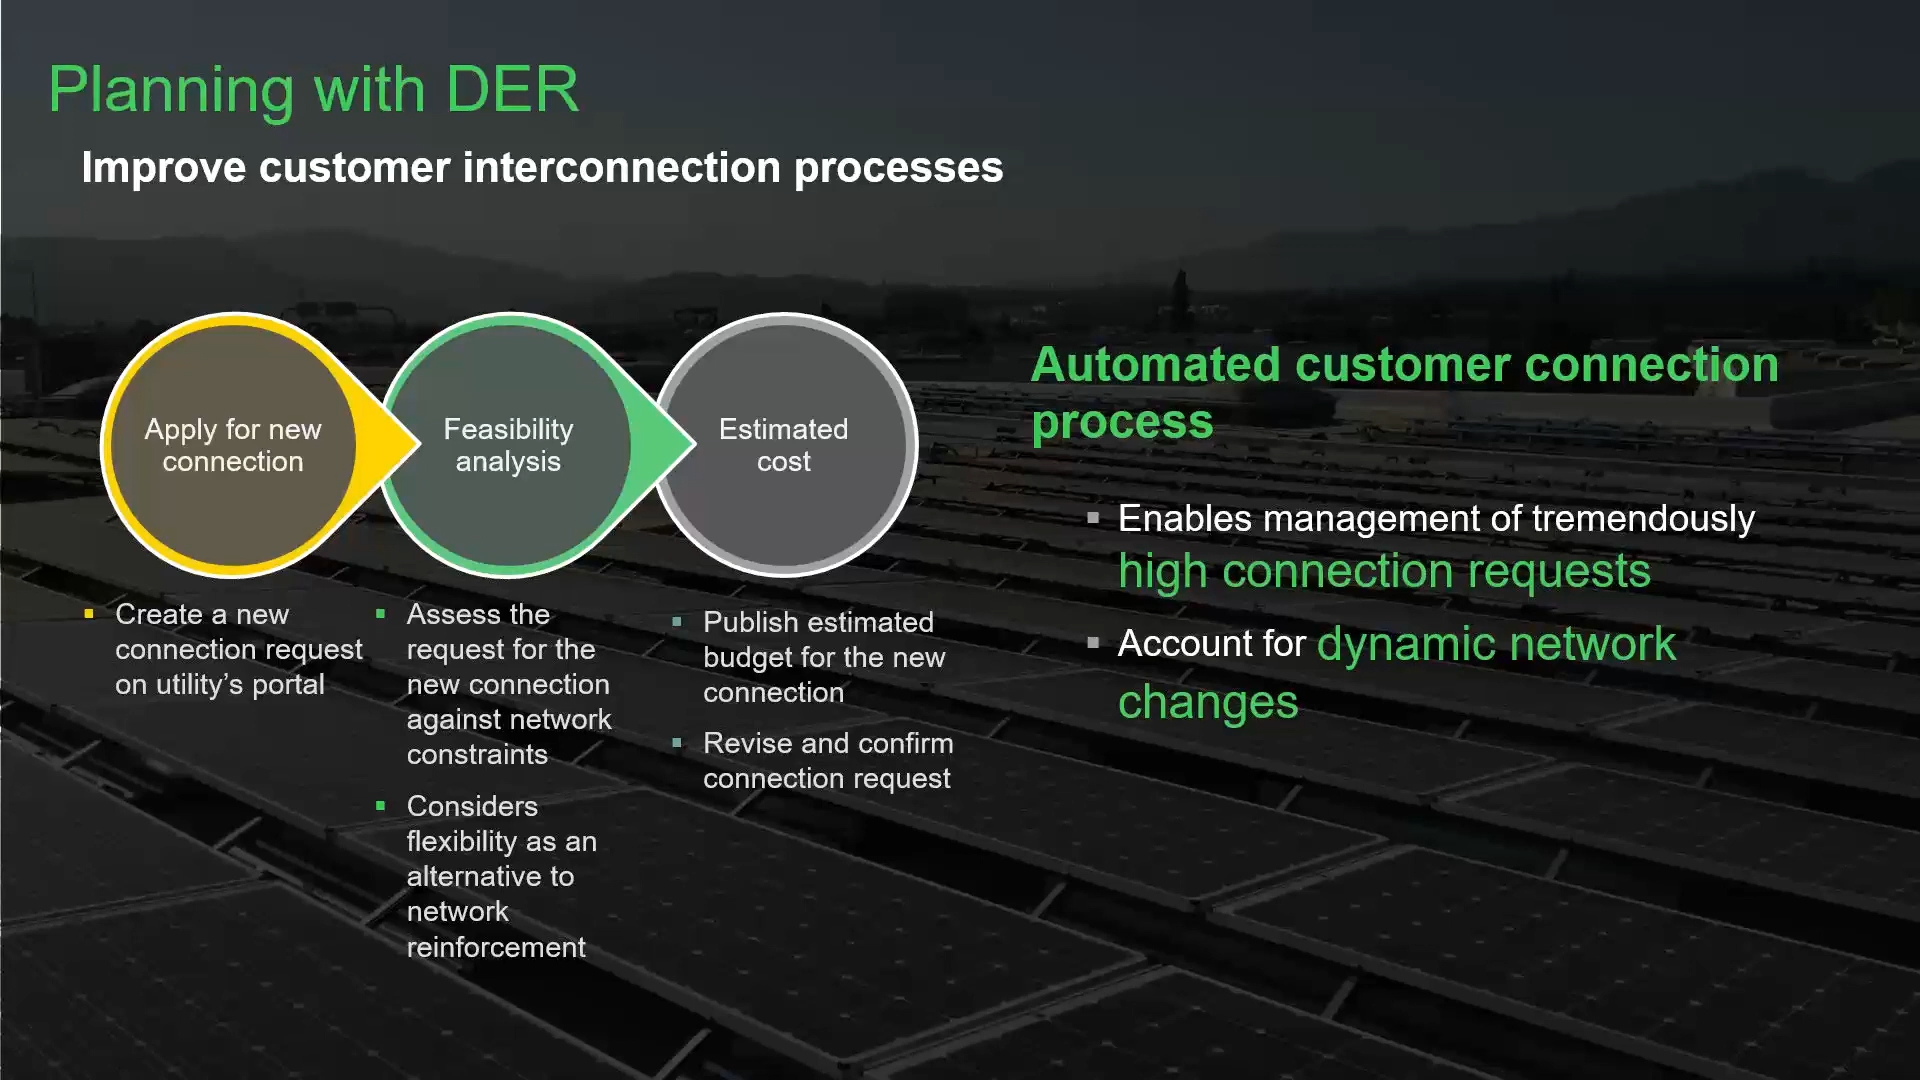 Planning with DER
Improve customer interconnection processes
Apply for new
connection
Feasibility
analysis
Estimated
cost
Create a new
connection request
on utility’s portal
Assess the
request for the
new connection
against network
constraints
Considers
flexibility as an
alternative to
network
reinforcement
Publish estimated
budget for the new
connection
Revise and confirm
connection request
Automated customer connection
process
Enables management of tremendously
high connection requests
Account for dynamic network
changes